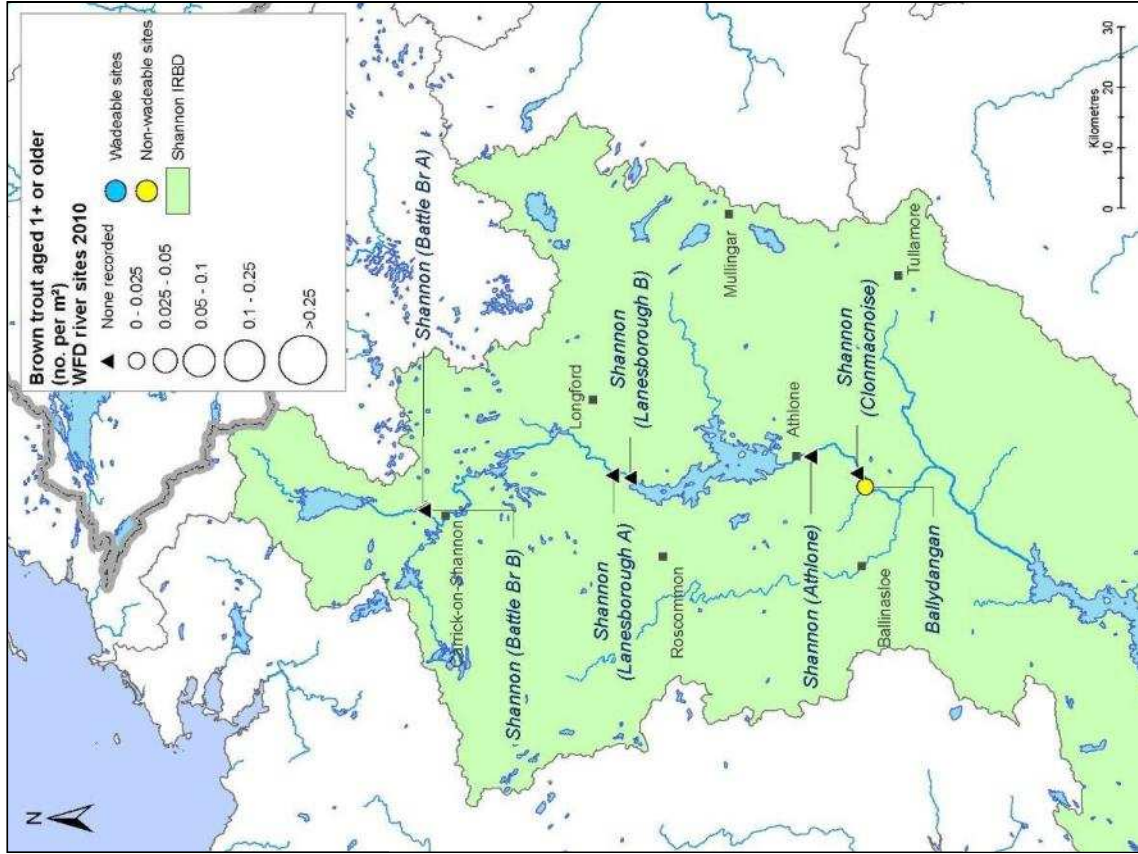 N
Brown trout aged 1+ or older
(no. per m²)
WFD river sites 2010
None recorded
0 - 0.025
0.025 - 0.05
0.05 - 0.1
0.1 - 0.25
>0.25
Wadeable sites
Non-wadeable sites
Shannon IRBD
Shannon (Battle Br A)
Carrick-on-Shannon
Shannon (Battle Br B)
Longford
Shannon
(Lanesborough B)
Shannon
(Lanesborough A)
Roscommon
Mullingar
Athlone
Shannon (Athlone)
Shannon
(Clonmacnoise)
Tullamore
Ballinasloe
Ballydangan
Kilometres
0
10
20
30